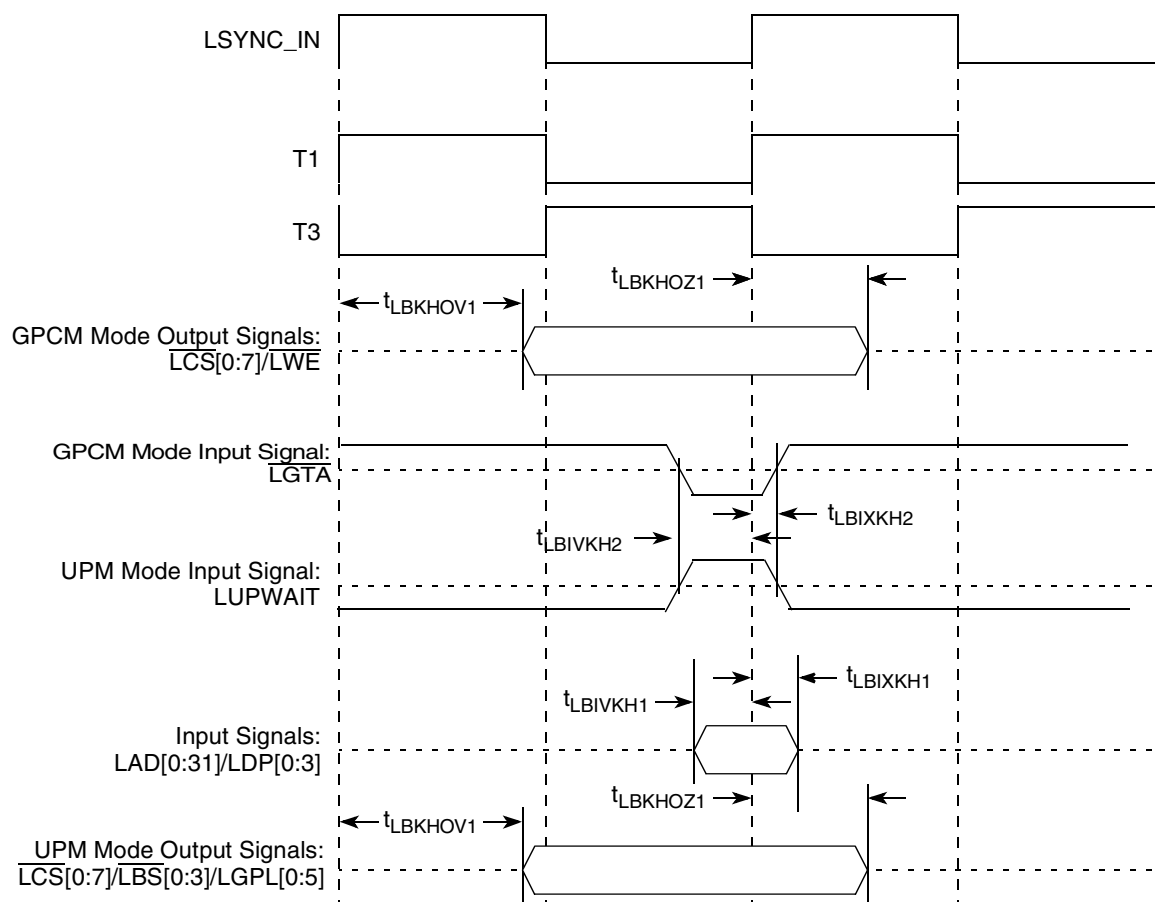 LSYNC_IN
T1
T3
tLBKHOZ1
tLBKHOV1
GPCM Mode Output Signals:
LCS[0:7]/LWE
GPCM Mode Input Signal:
LGTA
tLBIXKH2
tLBIVKH2
UPM Mode Input Signal:
LUPWAIT
tLBIXKH1
tLBIVKH1
Input Signals:
LAD[0:31]/LDP[0:3]
tLBKHOZ1
tLBKHOV1
UPM Mode Output Signals:
LCS[0:7]/LBS[0:3]/LGPL[0:5]